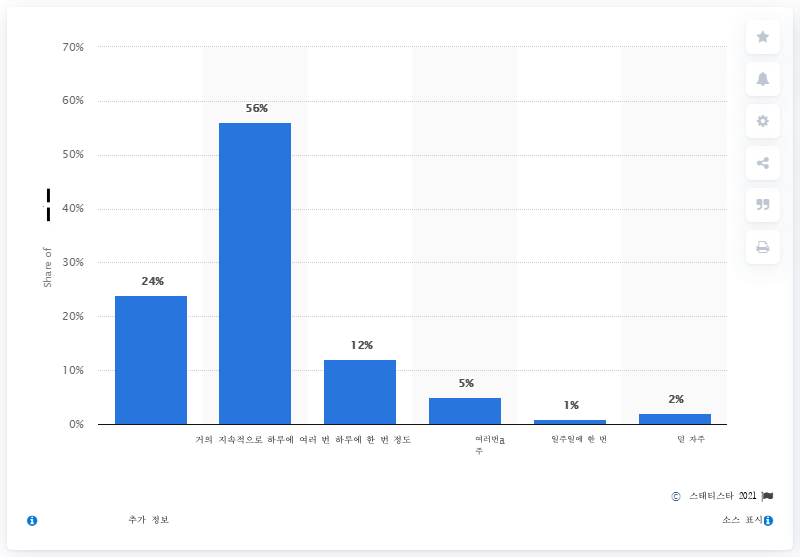 70%
60%
56%
50%
40%
30%
24%
20%
12%
10%
5%
1%
2%
0%
Share of
거의 지속적으로 하루에 여러 번 하루에 한 번 정도
여러번a
주
일주일에 한 번
덜 자주
© 스태티스타 2021
추가 정보
소스 표시